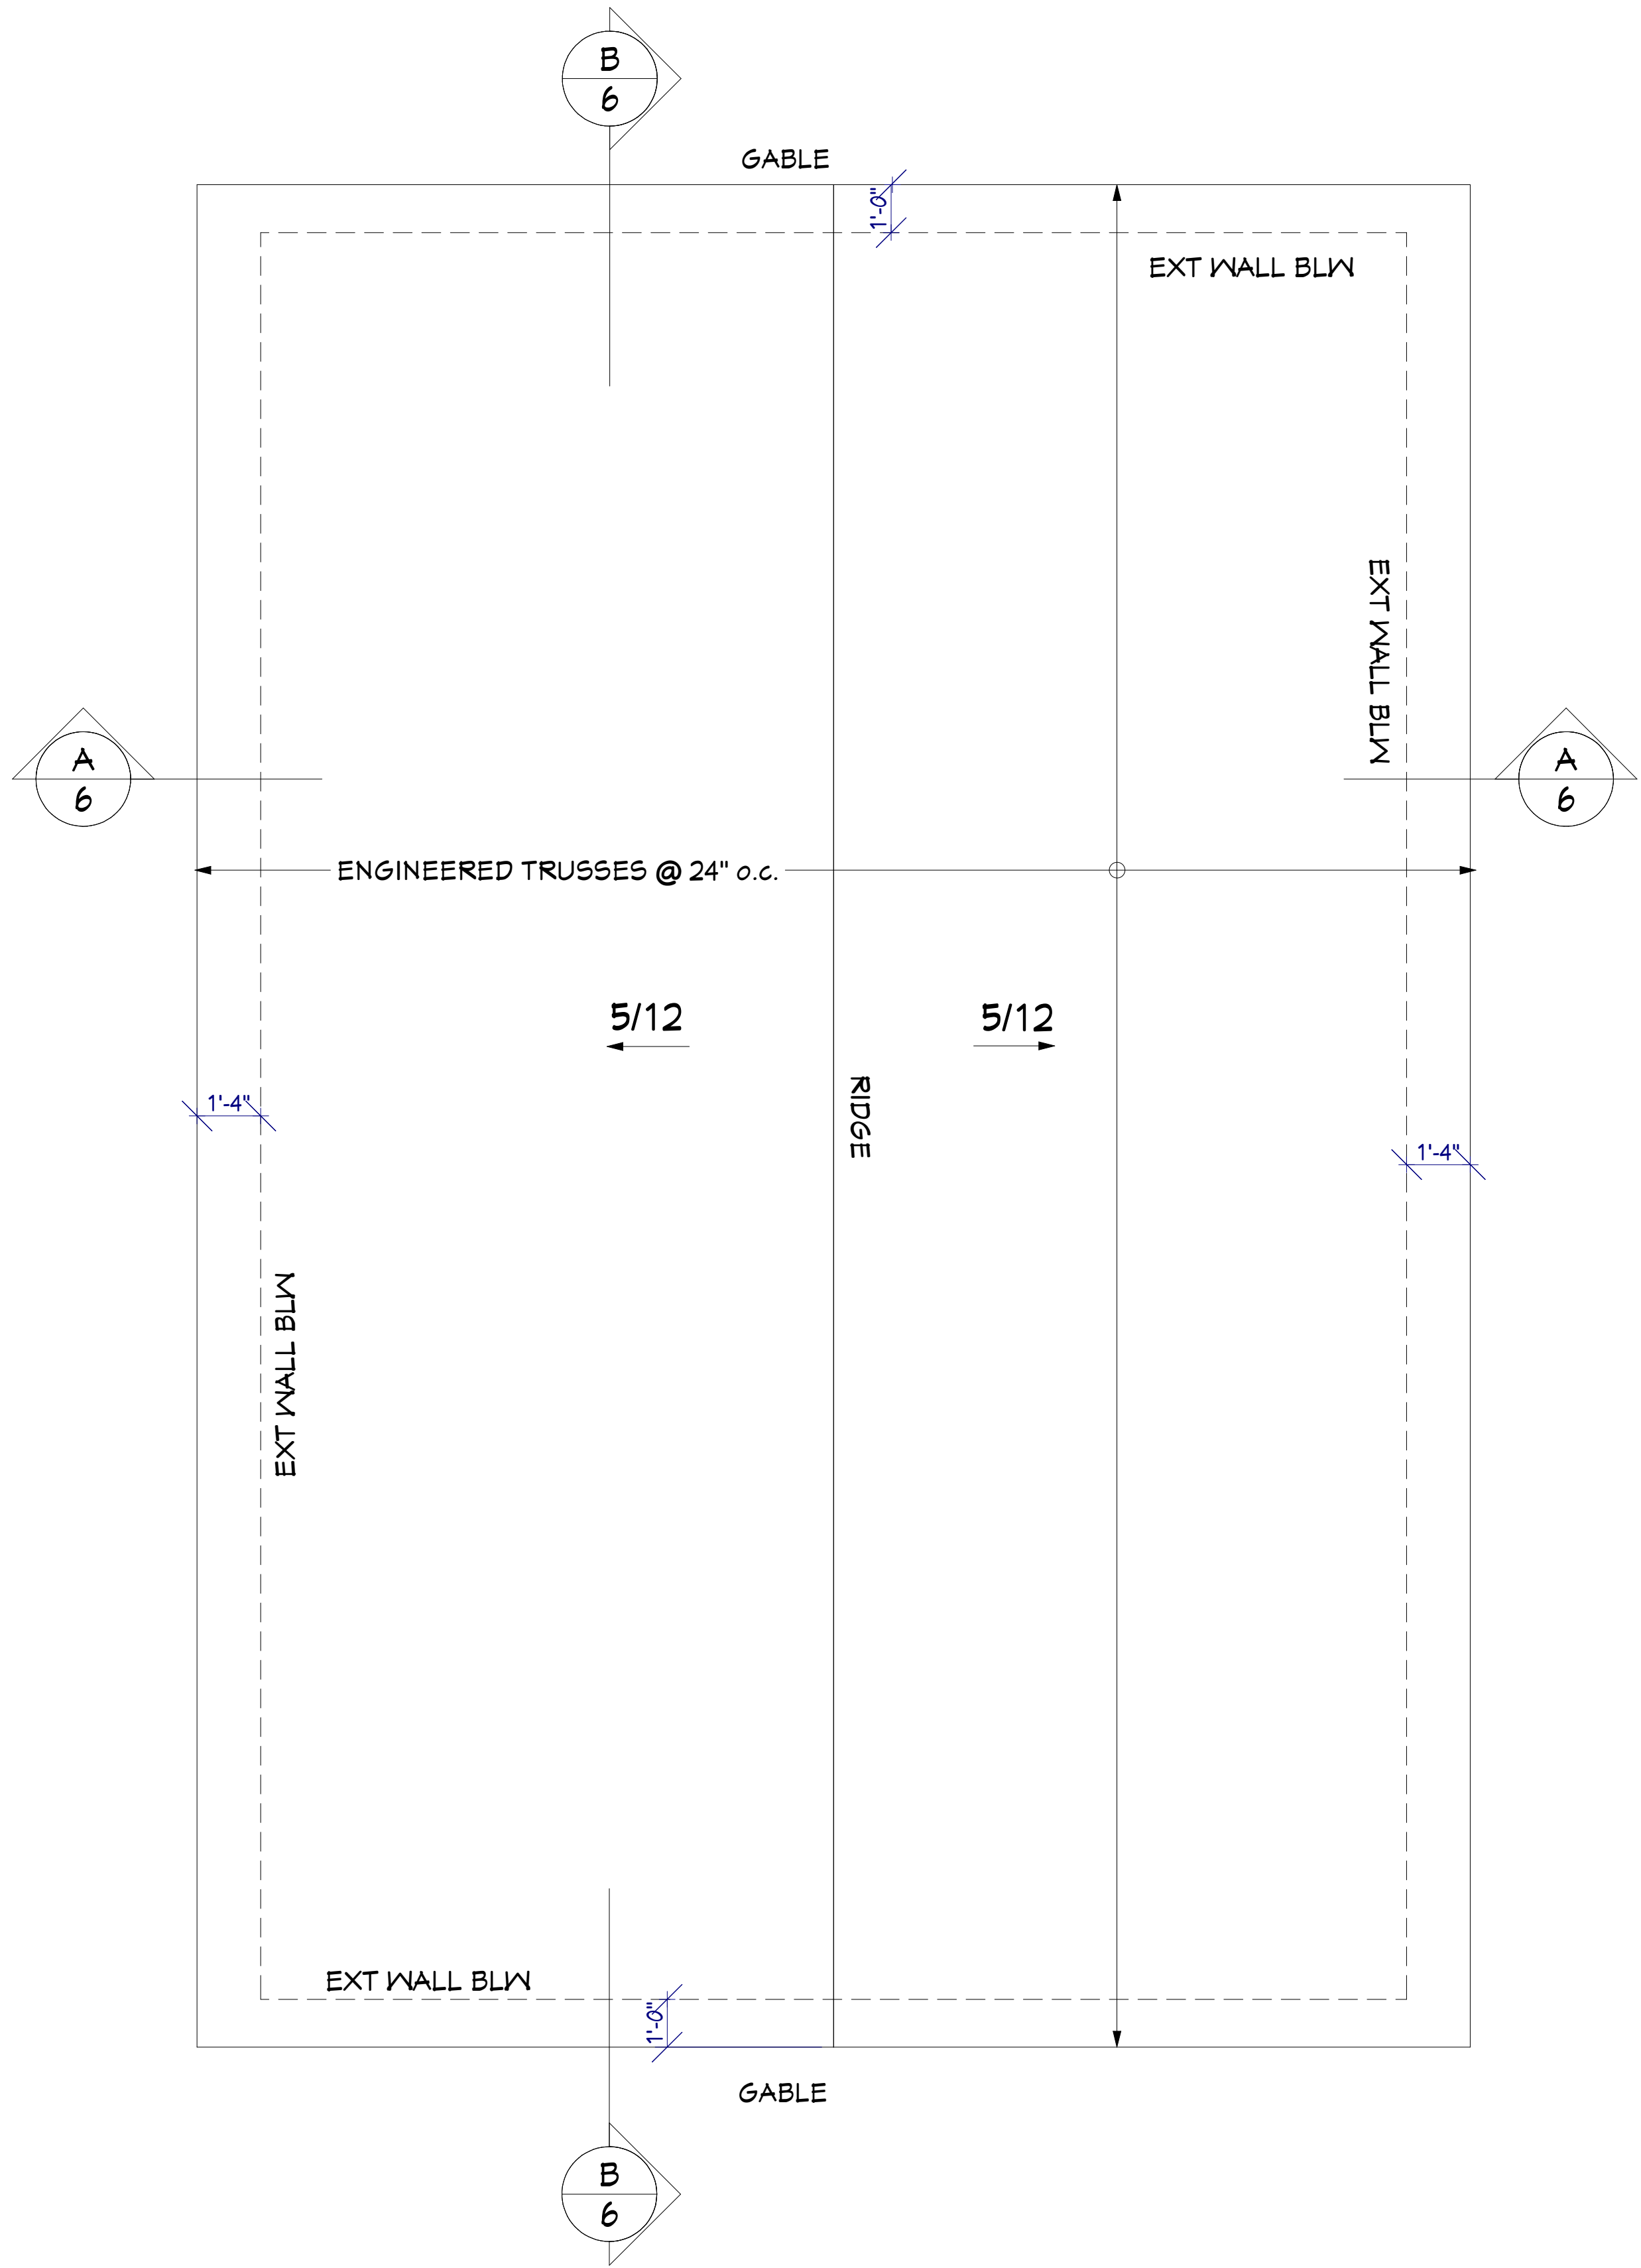 B
6
GABLE
1'-0"
EXT WALL BLW
EXT WALL BLW
A
6
A
6
ENGINEERED TRUSSES @ 24" o.c.
5/12
5/12
RIDGE
1'-4"
1'-4"
EXT WALL BLW
EXT WALL BLW
1'-0"
GABLE
B
6